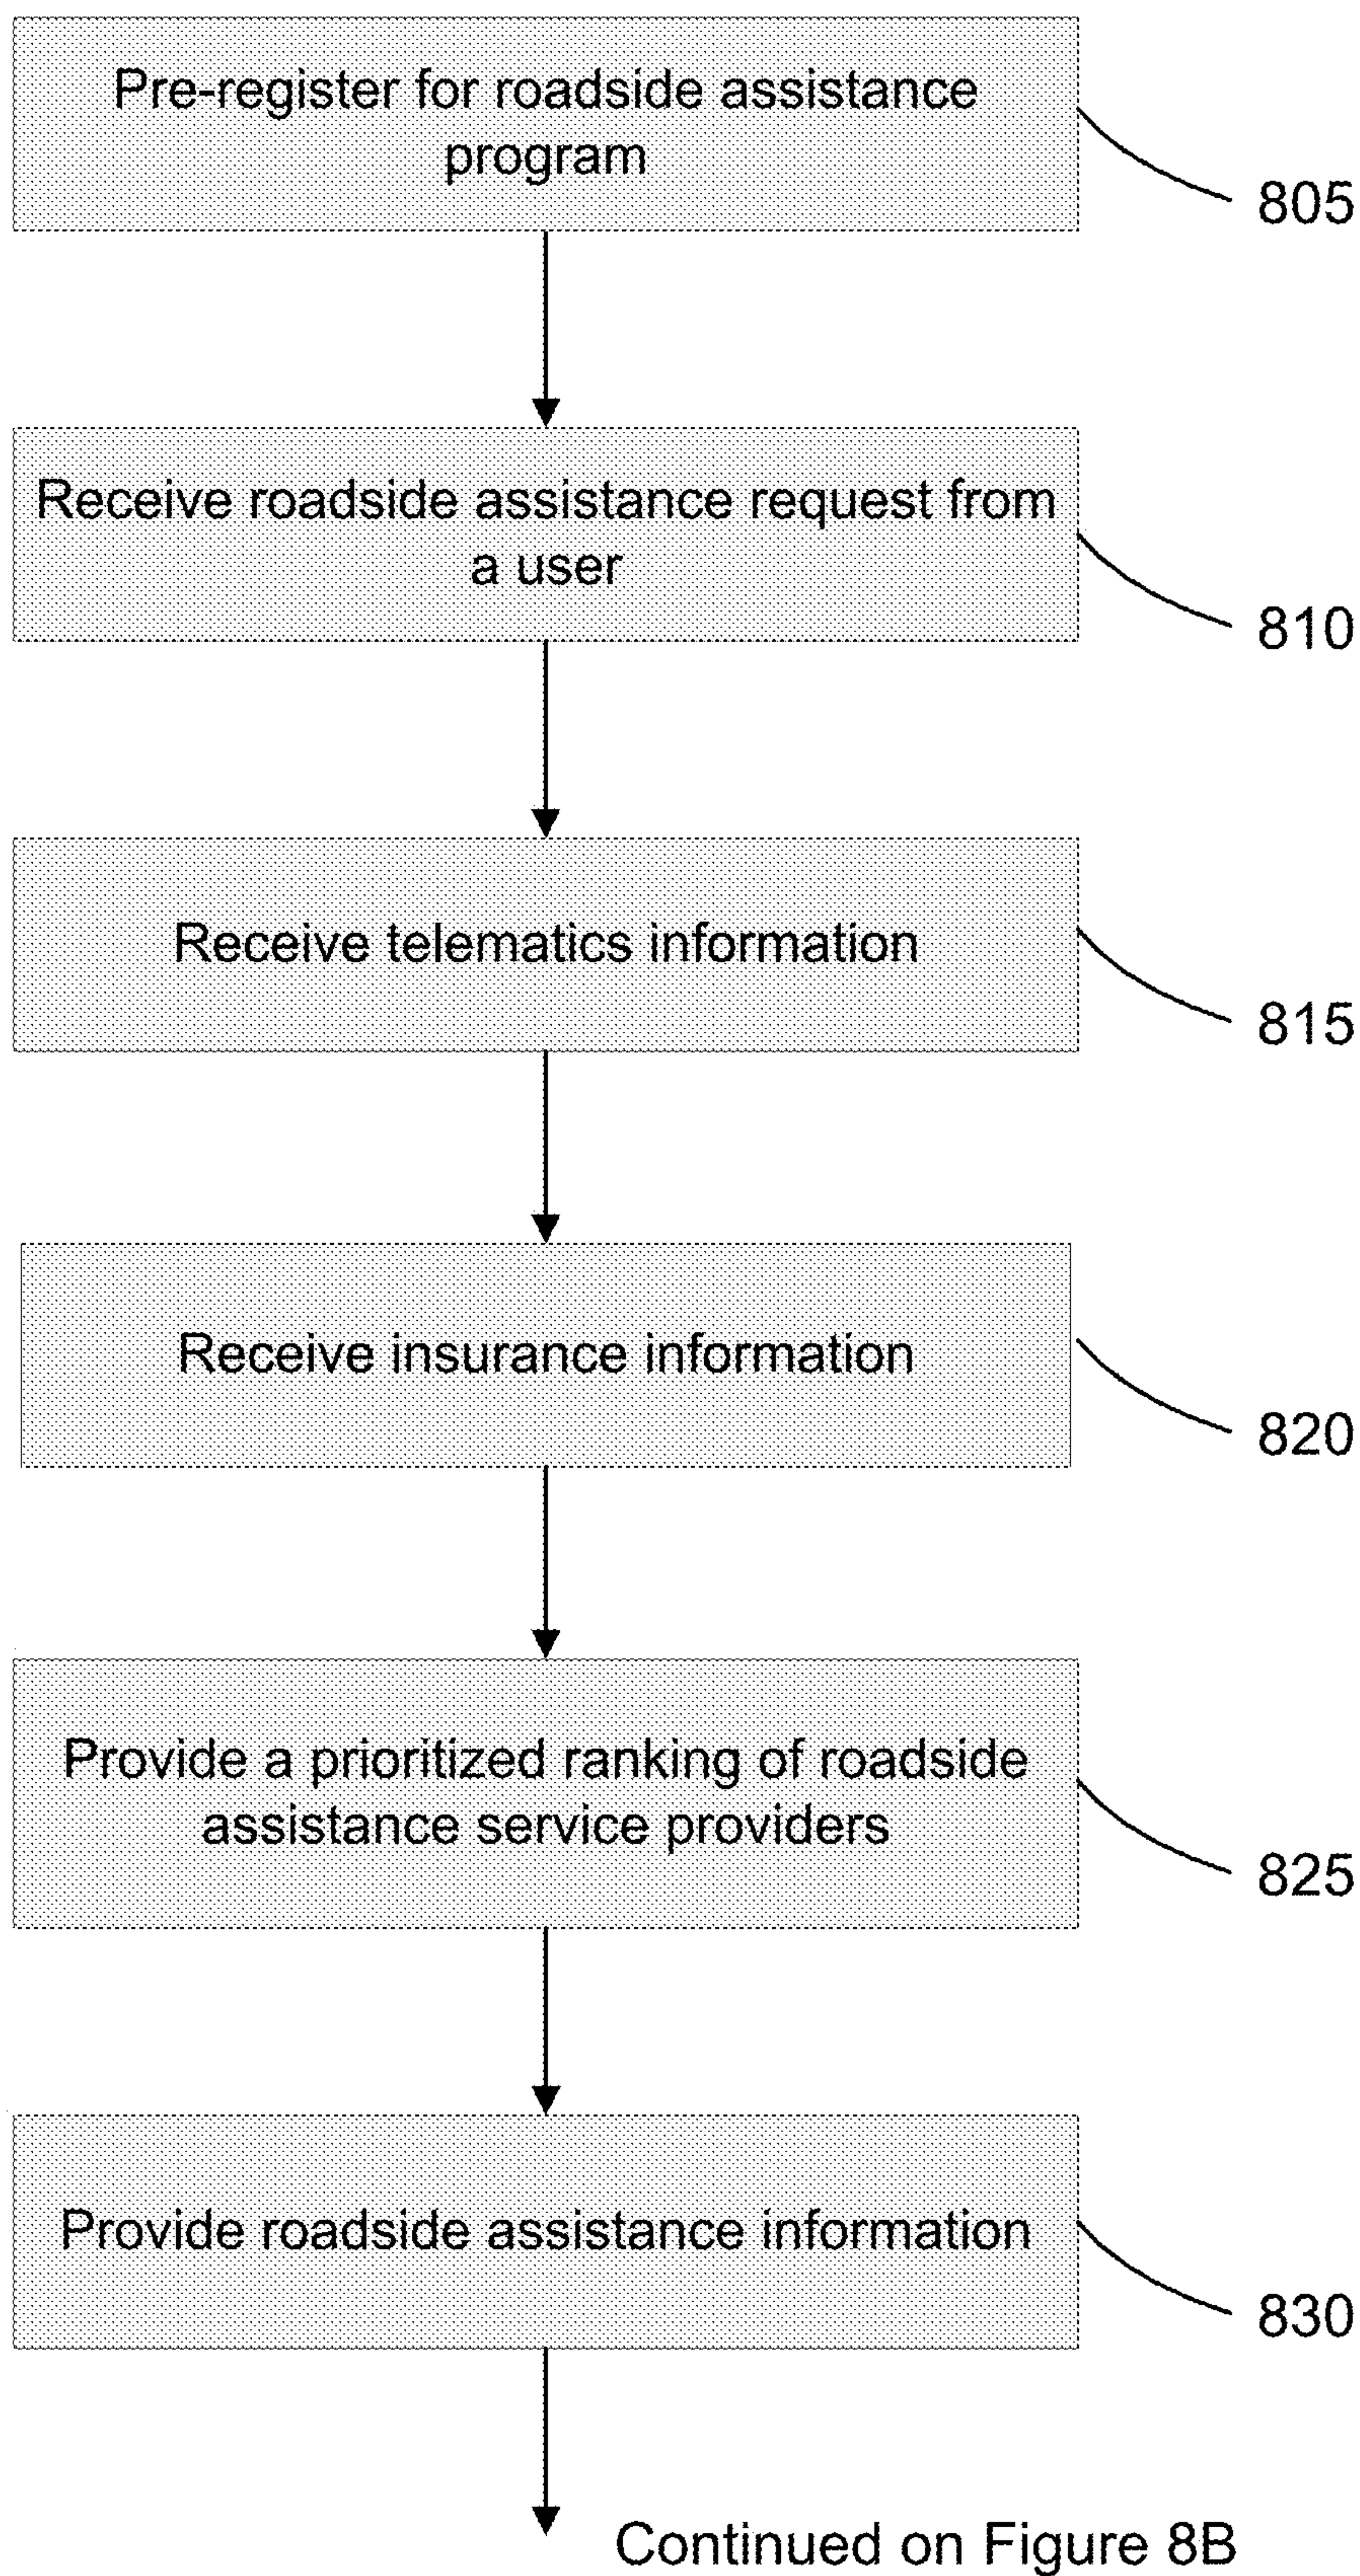 Pre-register for roadside assistance
program
805
Receive roadside assistance request from
a user
810
Receive telematics information
815
Receive insurance information
820
Provide a prioritized ranking of roadside
assistance service providers
825
Provide roadside assistance information
830
Continued on Figure 8B